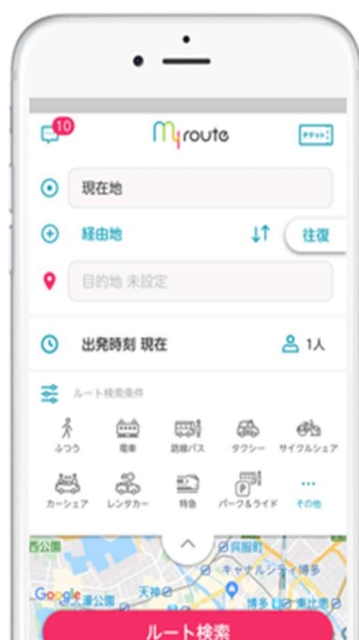 10
my route
チケット
現在地
経由地
往復
目的地 未設定
出発時刻 現在
1人
ルート検索条件
ふつう 電車 路線バス タクシー サイクルシェア
カーシェア レンタカー 特急 パーク&ライド その他
P
西公園
呉服町
キャナルシティ博多
Google
大濠公園
天神
博多
東比恵
ルート検索